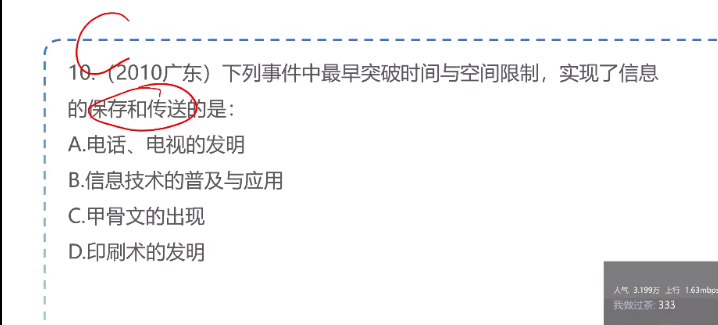 10.（2010广东）下列事件中最早突破时间与空间限制，实现了信息
的保存和传送的是：
A.电话、电视的发明
B.信息技术的普及与应用
C.甲骨文的出现
D.印刷术的发明
人气 3.199万 上行 1.63mbps
我做过茶: 333